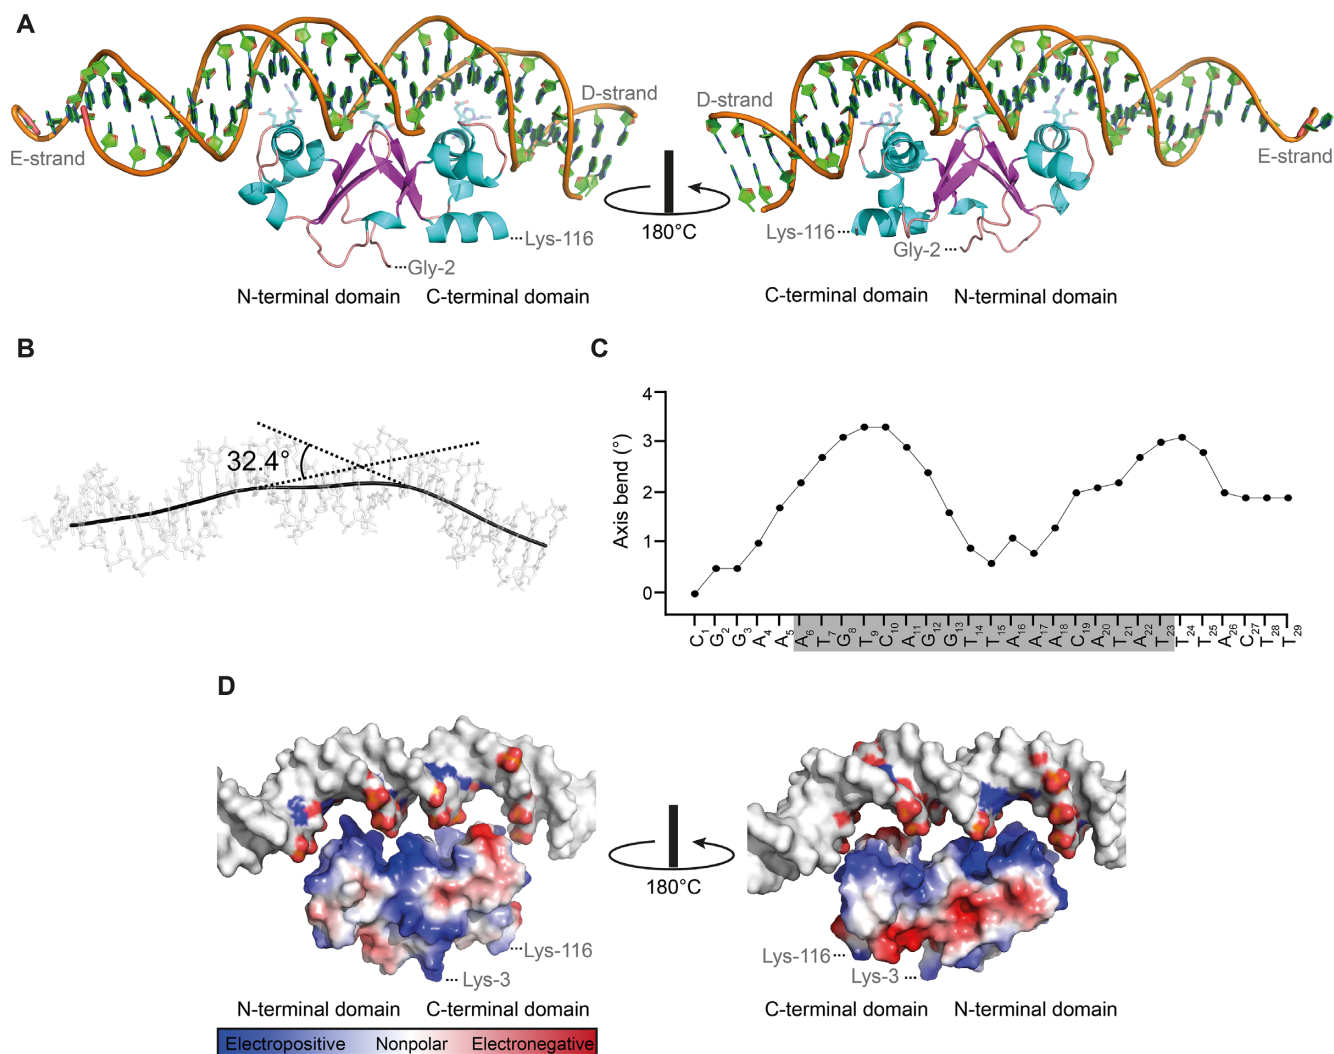 A
E-strand
D-strand
Lys-116
Gly-2
N-terminal domain C-terminal domain
180°C
D-strand
E-strand
Lys-116
Gly-2
C-terminal domain N-terminal domain
B
32.4°
C
Axis bend (°)
4
3
2
1
0
C1 G2 G3 A4 A5 A6 T7 G8 T9 C10 A11 G12 G13 T14 T15 A16 A17 A18 C19 A20 T21 A22 T23 T24 T25 A26 C27 T28 T29
D
Lys-116
Lys-3
N-terminal domain C-terminal domain
Electropositive Nonpolar Electronegative
180°C
Lys-116
Lys-3
C-terminal domain N-terminal domain